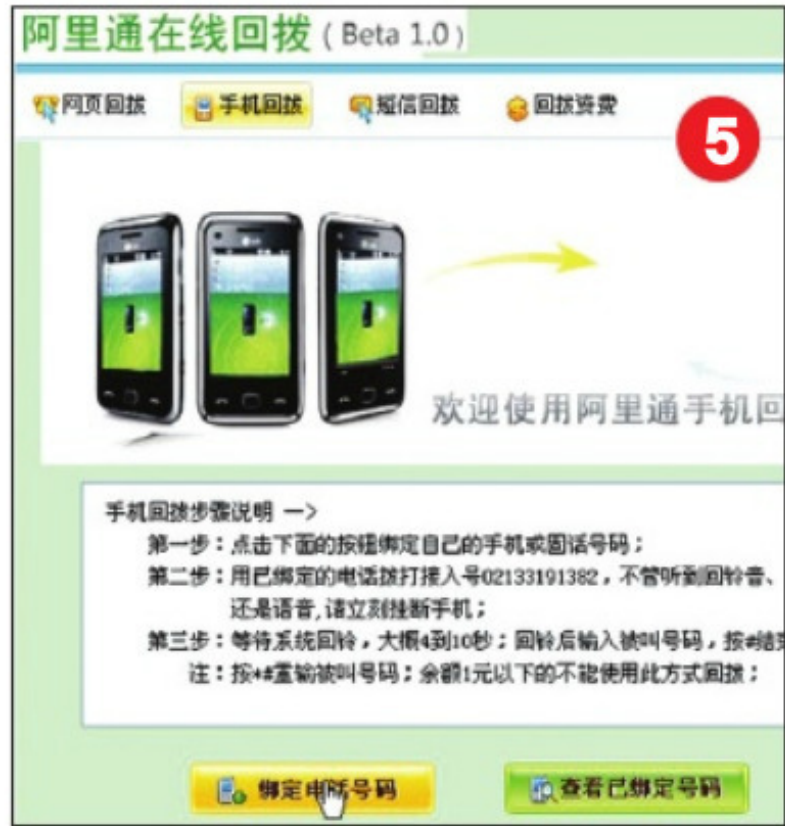 阿里通在线回拨 (Beta 1.0)
网页回拨 手机回拨 短信回拨 回拨资费
5
欢迎使用阿里通手机回
手机回拨步骤说明 —>
第一步：点击下面的按钮绑定自己的手机或固话号码；
第二步：用已绑定的电话拨打接入号02133191382，不管听到回铃音、
还是语音,请立刻挂断手机；
第三步：等待系统回铃，大概4到10秒；回铃后输入被叫号码，按#结束
注：按*#重输被叫号码；余额1元以下的不能使用此方式回拨；
绑定电话号码 查看已绑定号码